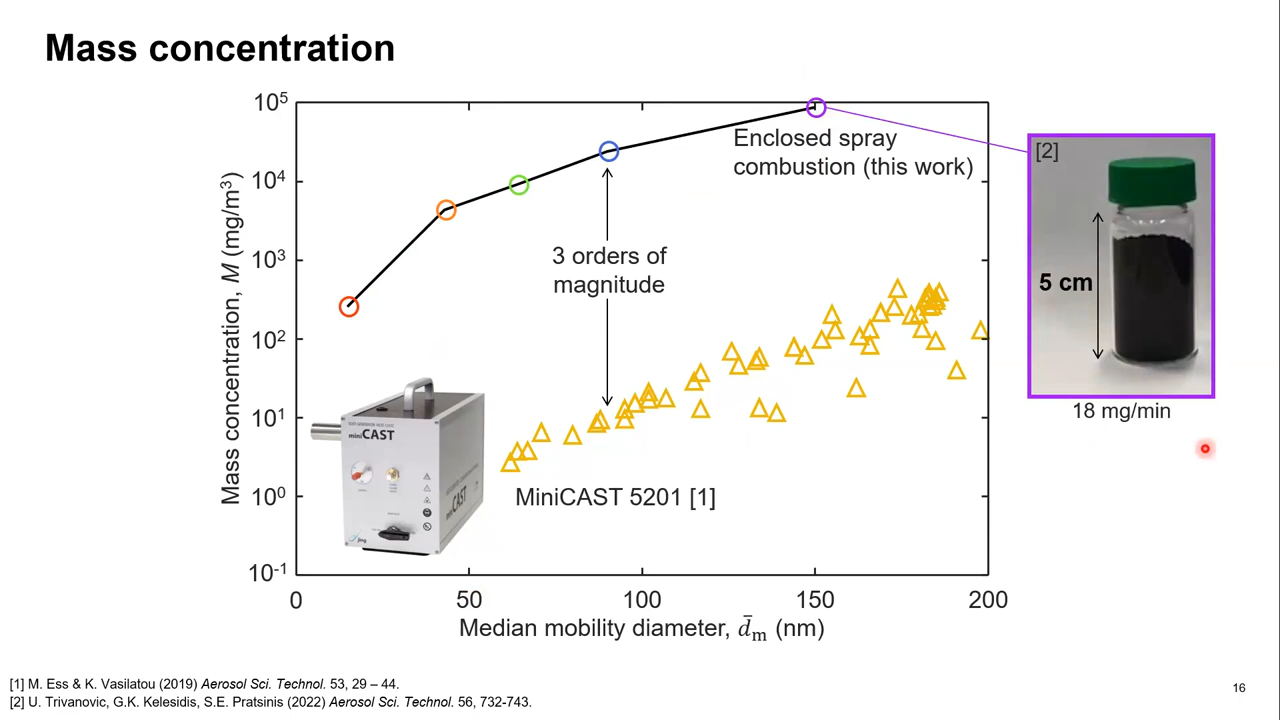 Mass concentration
10⁵
10⁴
10³
10²
10¹
10⁰
10⁻¹
Mass concentration, M (mg/m³)
Enclosed spray
combustion (this work)
3 orders of
magnitude
miniCAST
miniCAST
jing
MiniCAST 5201 [1]
0
50
100
150
200
Median mobility diameter, d̄ₘ (nm)
[2]
5 cm
18 mg/min
[1] M. Ess & K. Vasilatou (2019) Aerosol Sci. Technol. 53, 29 – 44.
[2] U. Trivanovic, G.K. Kelesidis, S.E. Pratsinis (2022) Aerosol Sci. Technol. 56, 732-743.
16